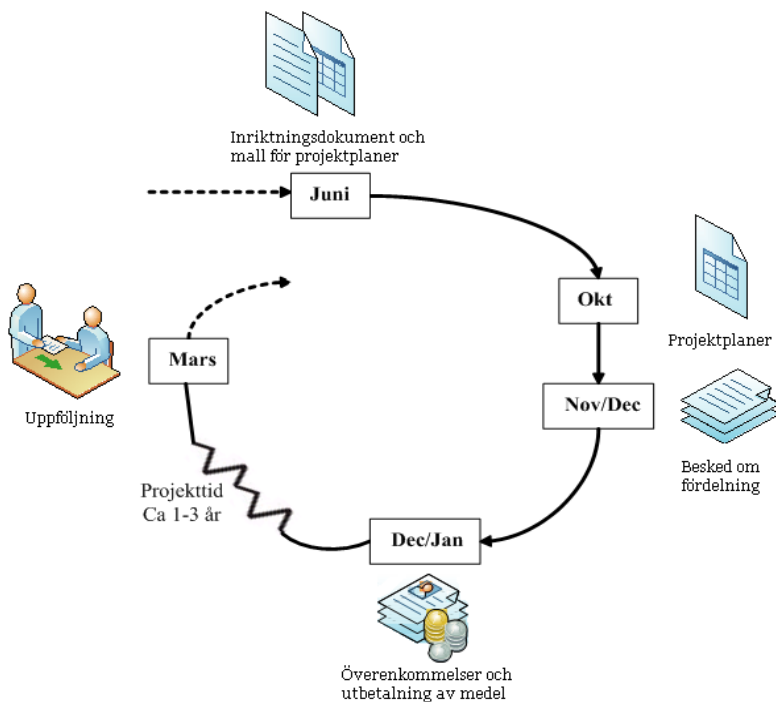 Inriktningsdokument och
mall för projektplaner
Juni
Okt
Projektplaner
Nov/Dec
Besked om
fördelning
Dec/Jan
Överenkommelser och
utbetalning av medel
Projekttid
Ca 1-3 år
Mars
Uppföljning